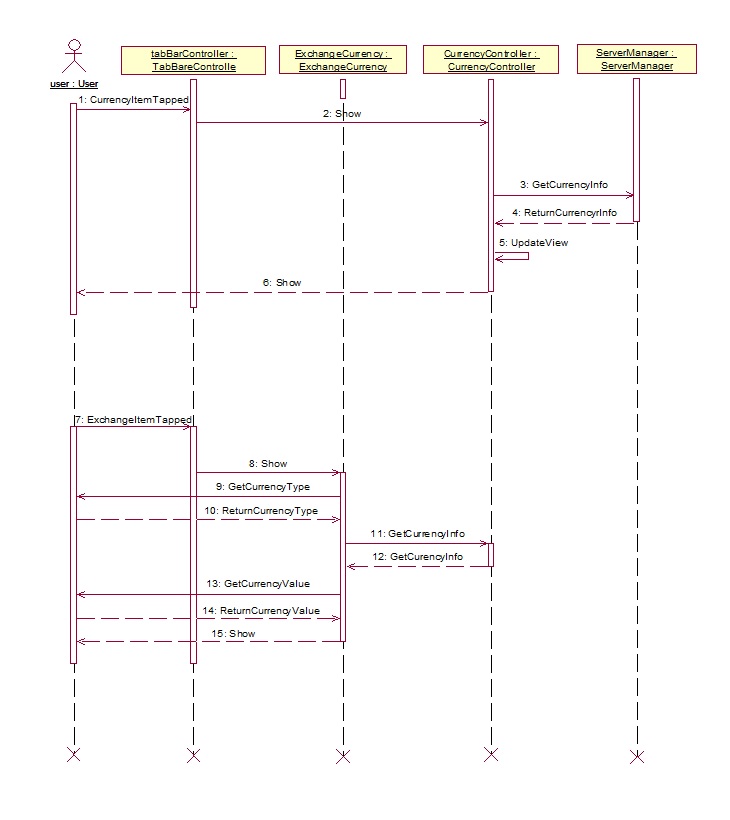 tabBarController :
TabBareControlle
ExchangeCurrency :
ExchangeCurrency
CurrencyController :
CurrencyController
ServerManager :
ServerManager
user : User
1: CurrencyItemTapped
2: Show
3: GetCurrencyInfo
4: ReturnCurrencyrInfo
5: UpdateView
6: Show
7: ExchangeItemTapped
8: Show
9: GetCurrencyType
10: ReturnCurrencyType
11: GetCurrencyInfo
12: GetCurencyInfo
13: GetCurrencyValue
14: ReturnCurrencyValue
15: Show